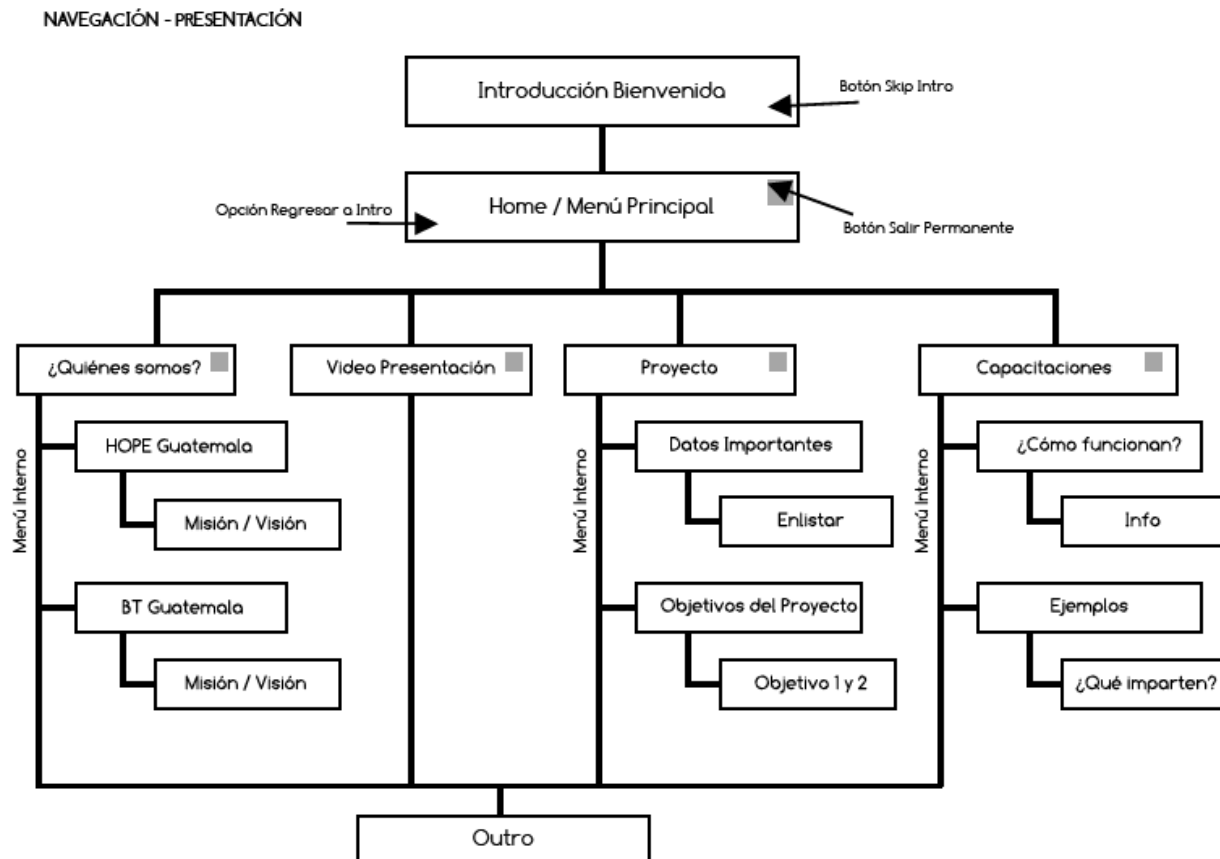 NAVEGACIÓN - PRESENTACIÓN
Introducción Bienvenida
Botón Skip Intro
Opción Regresar a Intro
Home / Menú Principal
Botón Salir Permanente
¿Quiénes somos?
Video Presentación
Proyecto
Capacitaciones
Menú Interno
HOPE Guatemala
Misión / Visión
BT Guatemala
Misión / Visión
Menú Interno
Datos Importantes
Enlistar
Objetivos del Proyecto
Objetivo 1 y 2
Menú Interno
¿Cómo funcionan?
Info
Ejemplos
¿Qué imparten?
Outro